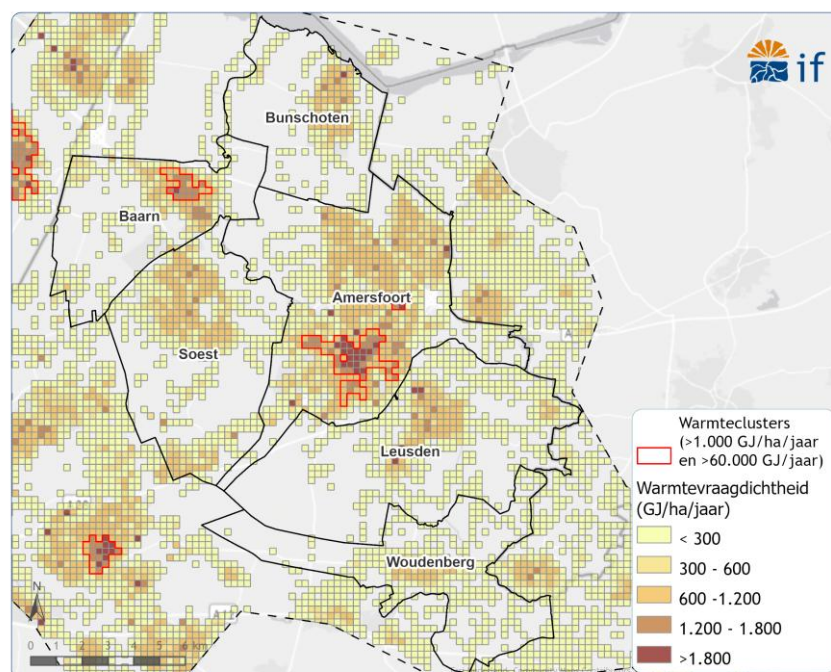 if
Bunschoten
Baarn
Amersfoort
Soest
Leusden
Woudenberg
Warmteclusters
(>1.000 GJ/ha/jaar
en >60.000 GJ/jaar)
Warmtevraagdichtheid
(GJ/ha/jaar)
< 300
300 - 600
600 -1.200
1.200 - 1.800
>1.800
N
0 1 2 3 4 5 6 km